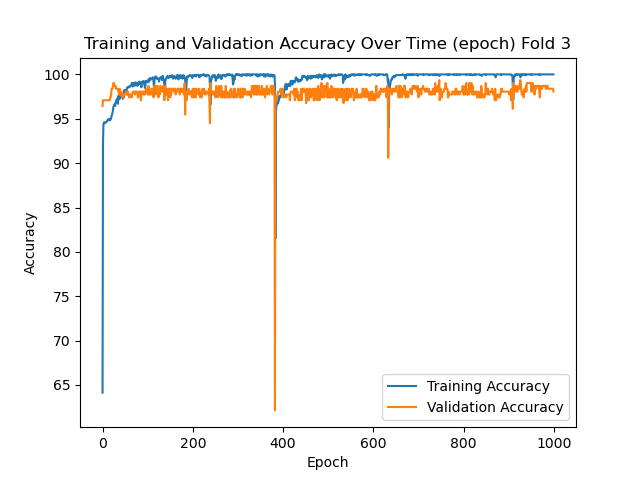 Training and Validation Accuracy Over Time (epoch) Fold 3
100
95
90
85
80
75
70
65
Accuracy
0
200
400
600
800
1000
Epoch
Training Accuracy
Validation Accuracy